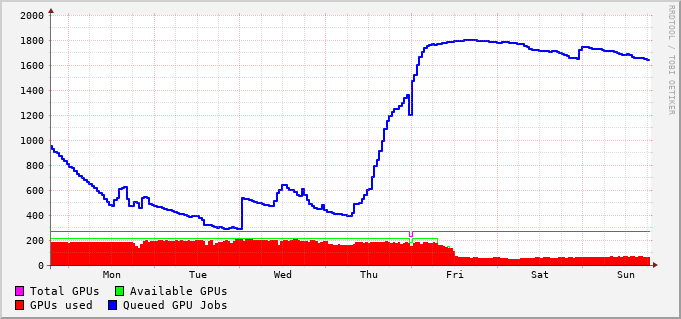 2000
1800
1600
1400
1200
1000
800
600
400
200
0
Mon Tue Wed Thu Fri Sat Sun
Total GPUs Available GPUs
GPUs used Queued GPU Jobs
RRDTOOL / TOBI OETIKER